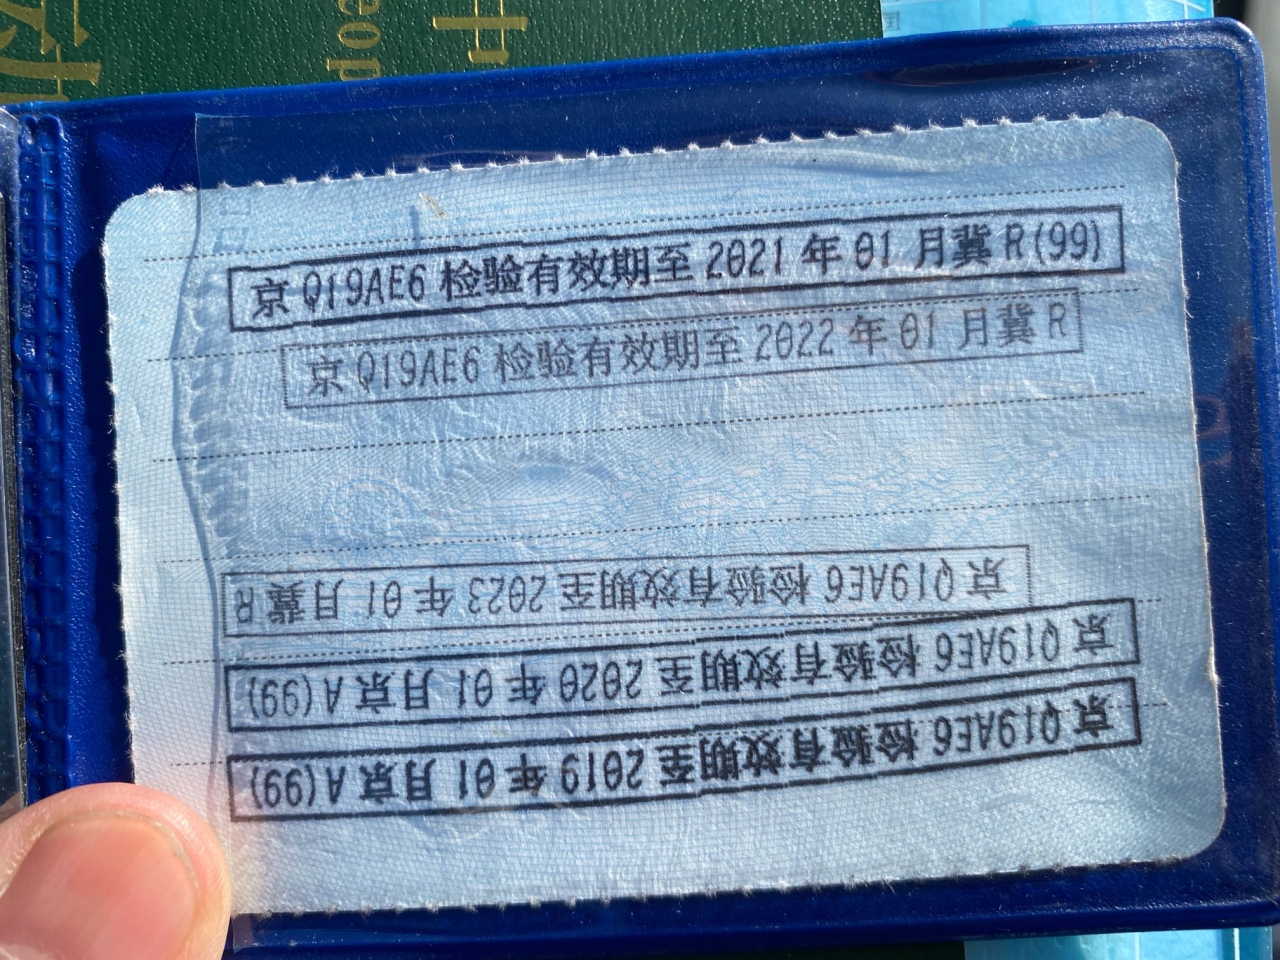 中
eop
京Q19AE6 检验有效期至2021年01月冀R(99)
京Q19AE6 检验有效期至2022年01月冀R
京Q19AE6 检验有效期至2023年01月冀R
京Q19AE6 检验有效期至2020年01月京A(99)
京Q19AE6 检验有效期至2019年01月京A(99)